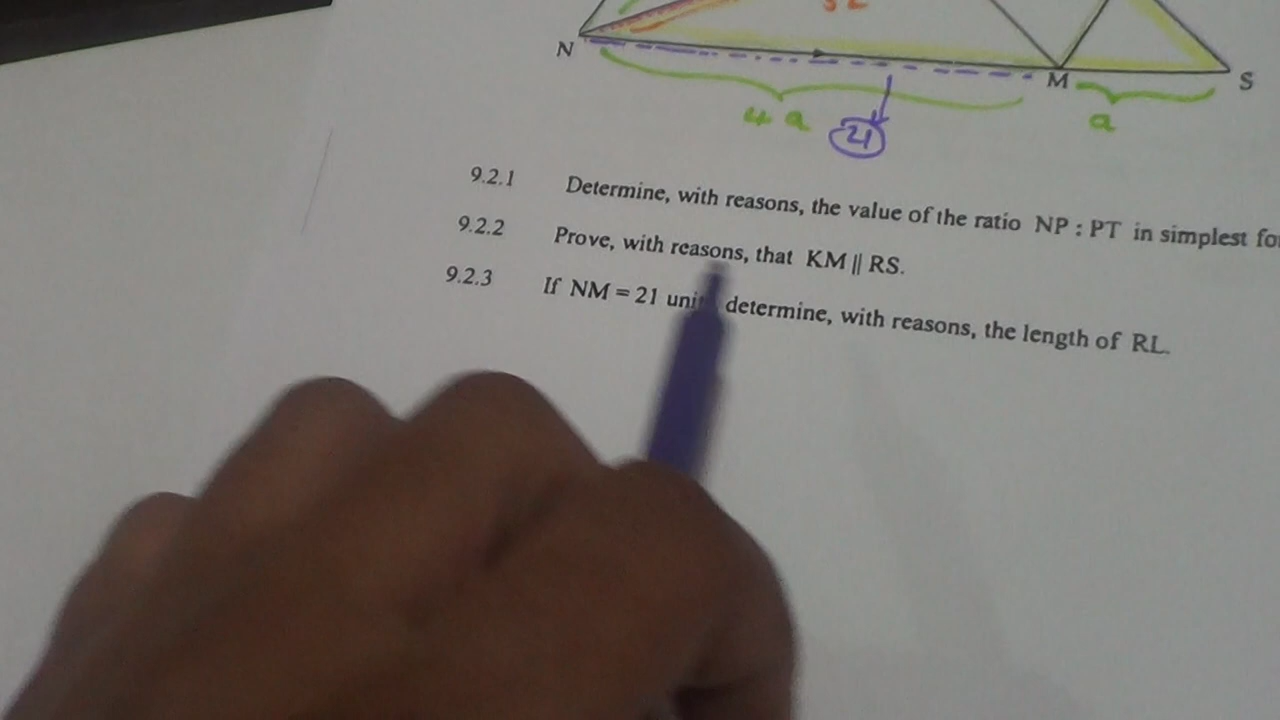 N
M
S
4a
21
a
9.2.1 Determine, with reasons, the value of the ratio NP : PT in simplest
9.2.2 Prove, with reasons, that KM || RS.
9.2.3 If NM = 21 determine, with reasons, the length of RL.